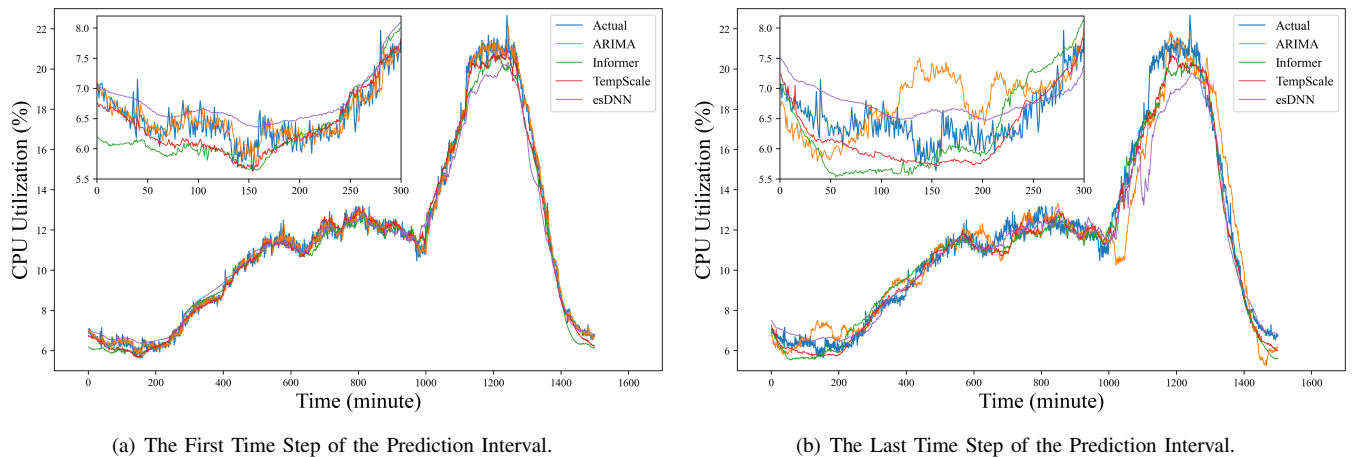 CPU Utilization (%)
22
20
18
16
14
12
10
8
6
8.0
7.5
7.0
6.5
6.0
5.5
0 50 100 150 200 250 300
Actual
ARIMA
Informer
TempScale
esDNN
0 200 400 600 800 1000 1200 1400 1600
Time (minute)
(a) The First Time Step of the Prediction Interval.
CPU Utilization (%)
22
20
18
16
14
12
10
8
6
8.0
7.5
7.0
6.5
6.0
5.5
0 50 100 150 200 250 300
Actual
ARIMA
Informer
TempScale
esDNN
0 200 400 600 800 1000 1200 1400 1600
Time (minute)
(b) The Last Time Step of the Prediction Interval.